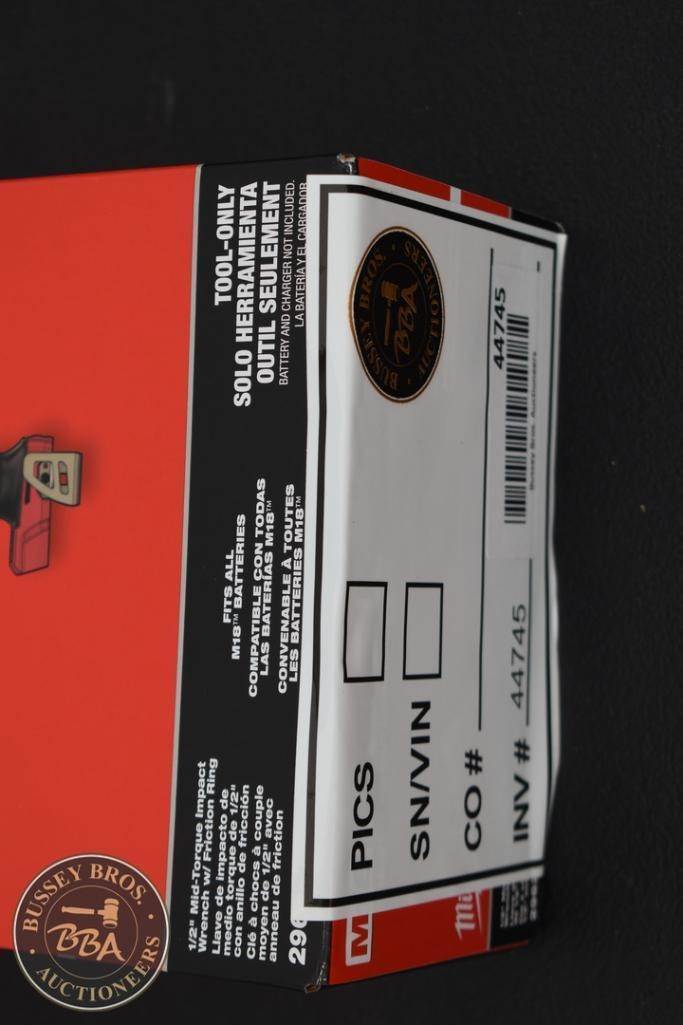 TOOL-ONLY
SOLO HERRAMIENTA
OUTIL SEULEMENT
BATTERY AND CHARGER NOT INCLUDED.
LA BATERÍA Y EL CARGADOR
FITS ALL
M18™ BATTERIES
COMPATIBLE CON TODAS
LAS BATERÍAS M18™
CONVENABLE À TOUTES
LES BATTERIES M18™
1/2" Mid-Torque Impact
Wrench w/ Friction Ring
Llave de impacto de
medio torque de 1/2"
con anillo de fricción
Clé à chocs à couple
moyen de 1/2" avec
anneau de friction
PICS
SN/VIN
CO #
INV # 44745
44745
Bussey Bros. Auctioneers
BUSSEY BROS.
BBA
AUCTIONEERS
BUSSEY BROS.
BBA
AUCTIONEERS